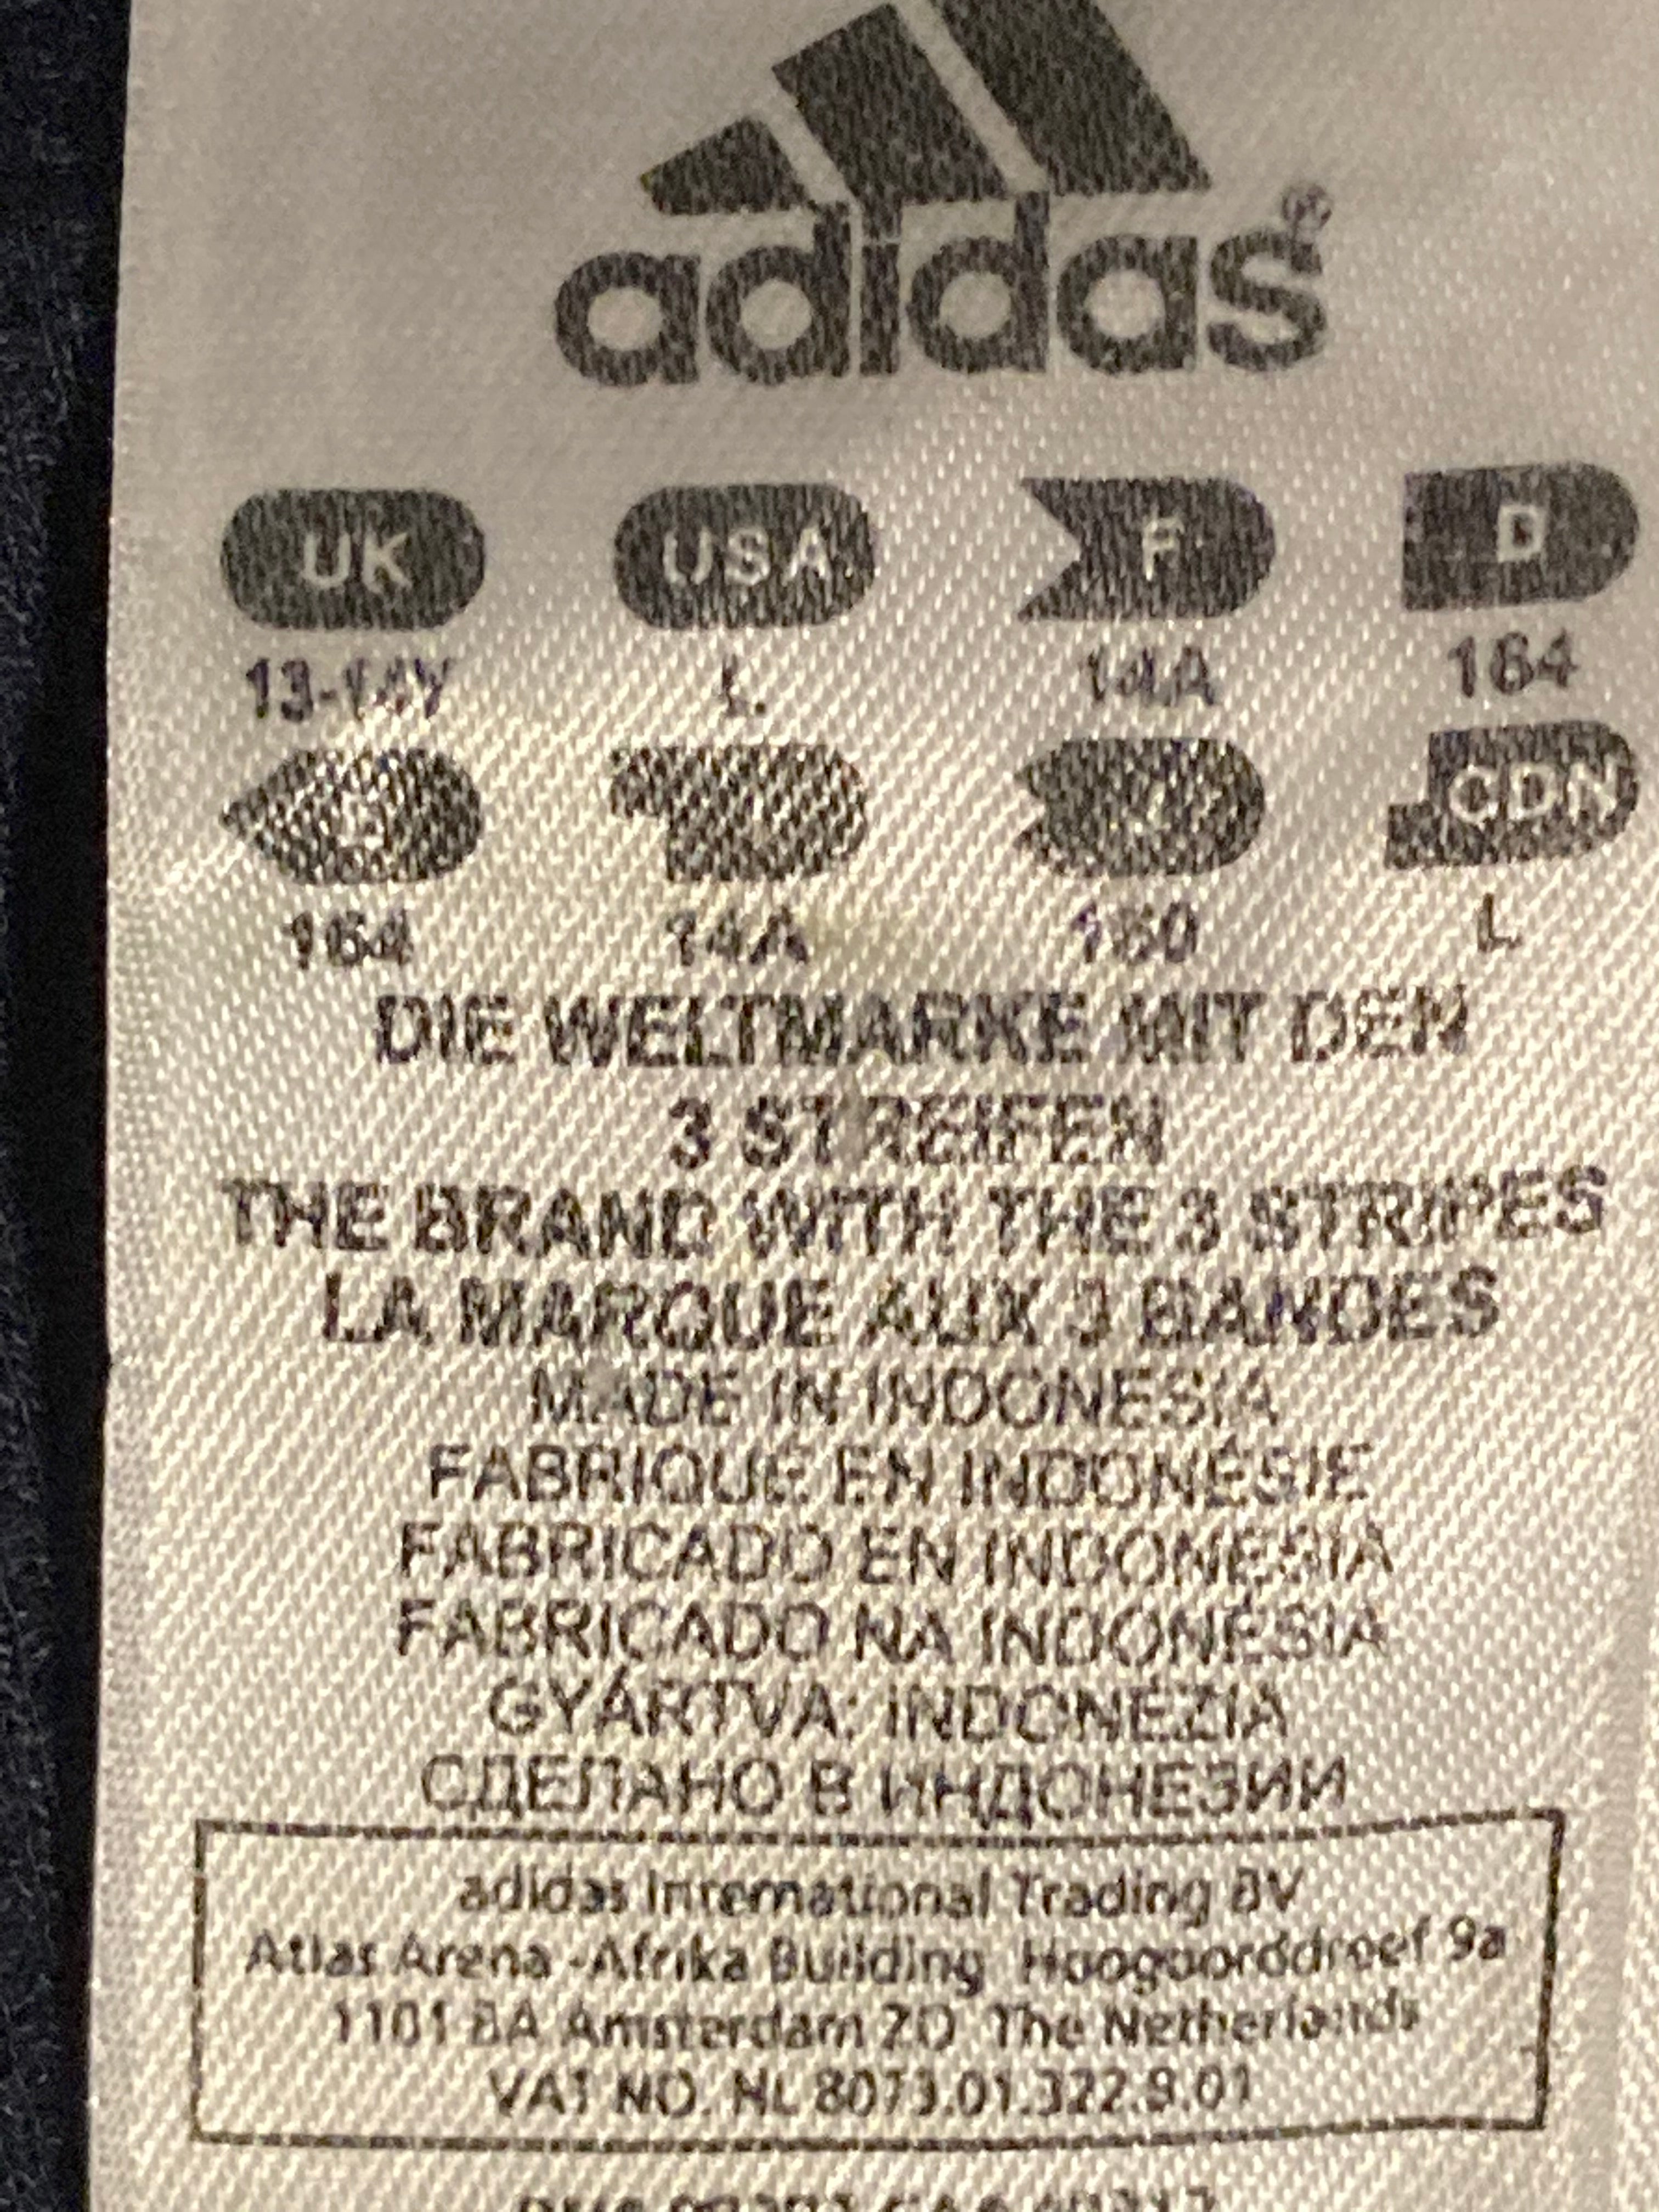 adidas®
UK USA F D
13-14Y L 14A 164
CDN
164 14A 160 L
DIE WELTMARKE MIT DEN
3 STREIFEN
THE BRAND WITH THE 3 STRIPES
LA MARQUE AUX 3 BANDES
MADE IN INDONESIA
FABRIQUÉ EN INDONÉSIE
FABRICADO EN INDONESIA
FABRICADO NA INDONÉSIA
GYÁRTVA: INDONÉZIA
СДЕЛАНО В ИНДОНЕЗИИ
adidas International Trading BV
Atlas Arena -Afrika Building Hoogoorddreef 9a
1101 BA Amsterdam ZO The Netherlands
VAT NO. NL 8073.01.322.B.01